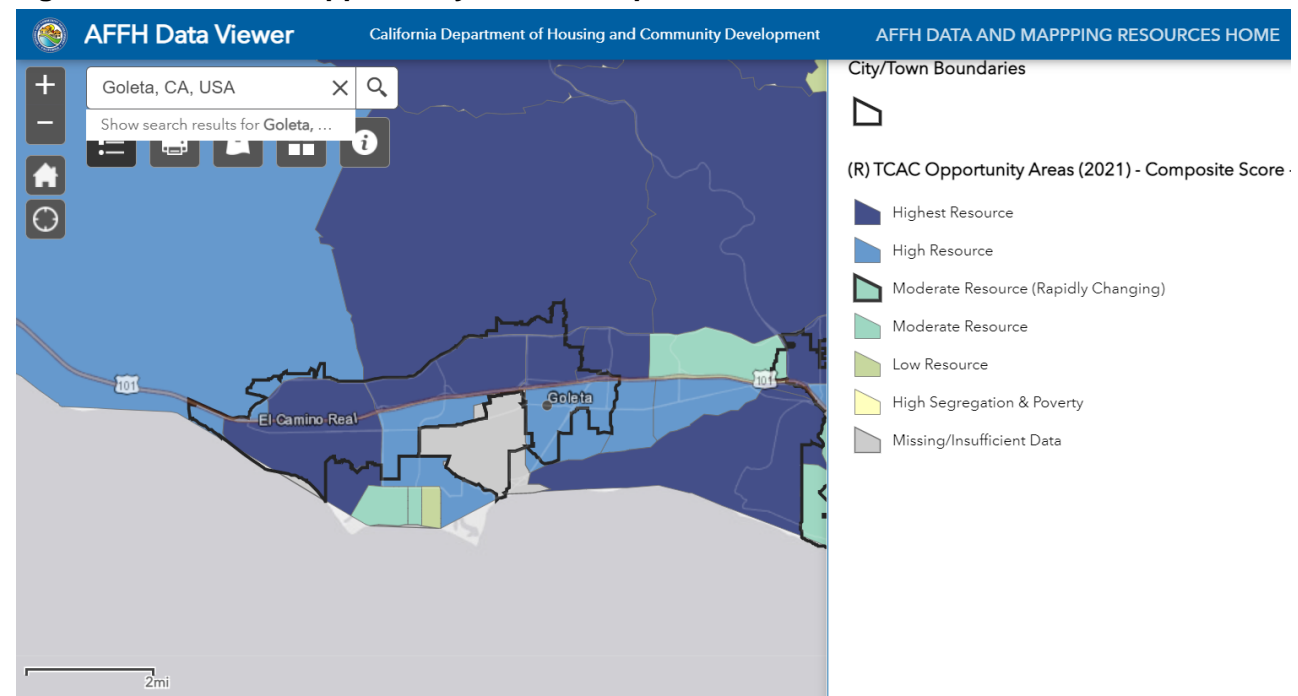 AFFH Data Viewer
California Department of Housing and Community Development
AFFH DATA AND MAPPPING RESOURCES HOME
+
Goleta, CA, USA
Show search results for Goleta, ...
−
City/Town Boundaries
(R) TCAC Opportunity Areas (2021) - Composite Score -
Highest Resource
High Resource
Moderate Resource (Rapidly Changing)
Moderate Resource
Low Resource
High Segregation & Poverty
Missing/Insufficient Data
101
101
Goleta
El Camino Real
2mi